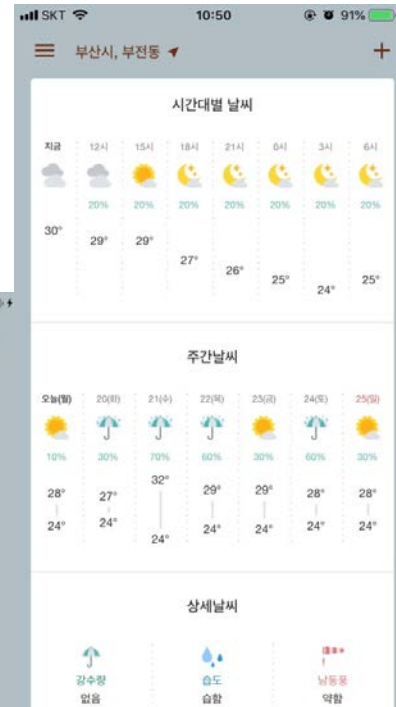 SKT 10:50 91%
부산시, 부전동
시간대별 날씨
지금 12시 15시 18시 21시 0시 3시 6시
20% 20% 20% 20% 20% 20% 20%
30° 29° 29° 27° 26° 25° 24° 25°
주간날씨
오늘(월) 20(화) 21(수) 22(목) 23(금) 24(토) 25(일)
10% 30% 70% 60% 30% 60% 30%
28° 27° 32° 29° 29° 28° 28°
24° 24° 24° 24° 24° 24° 24°
상세날씨
강수량 습도 남동풍
없음 습함 약함